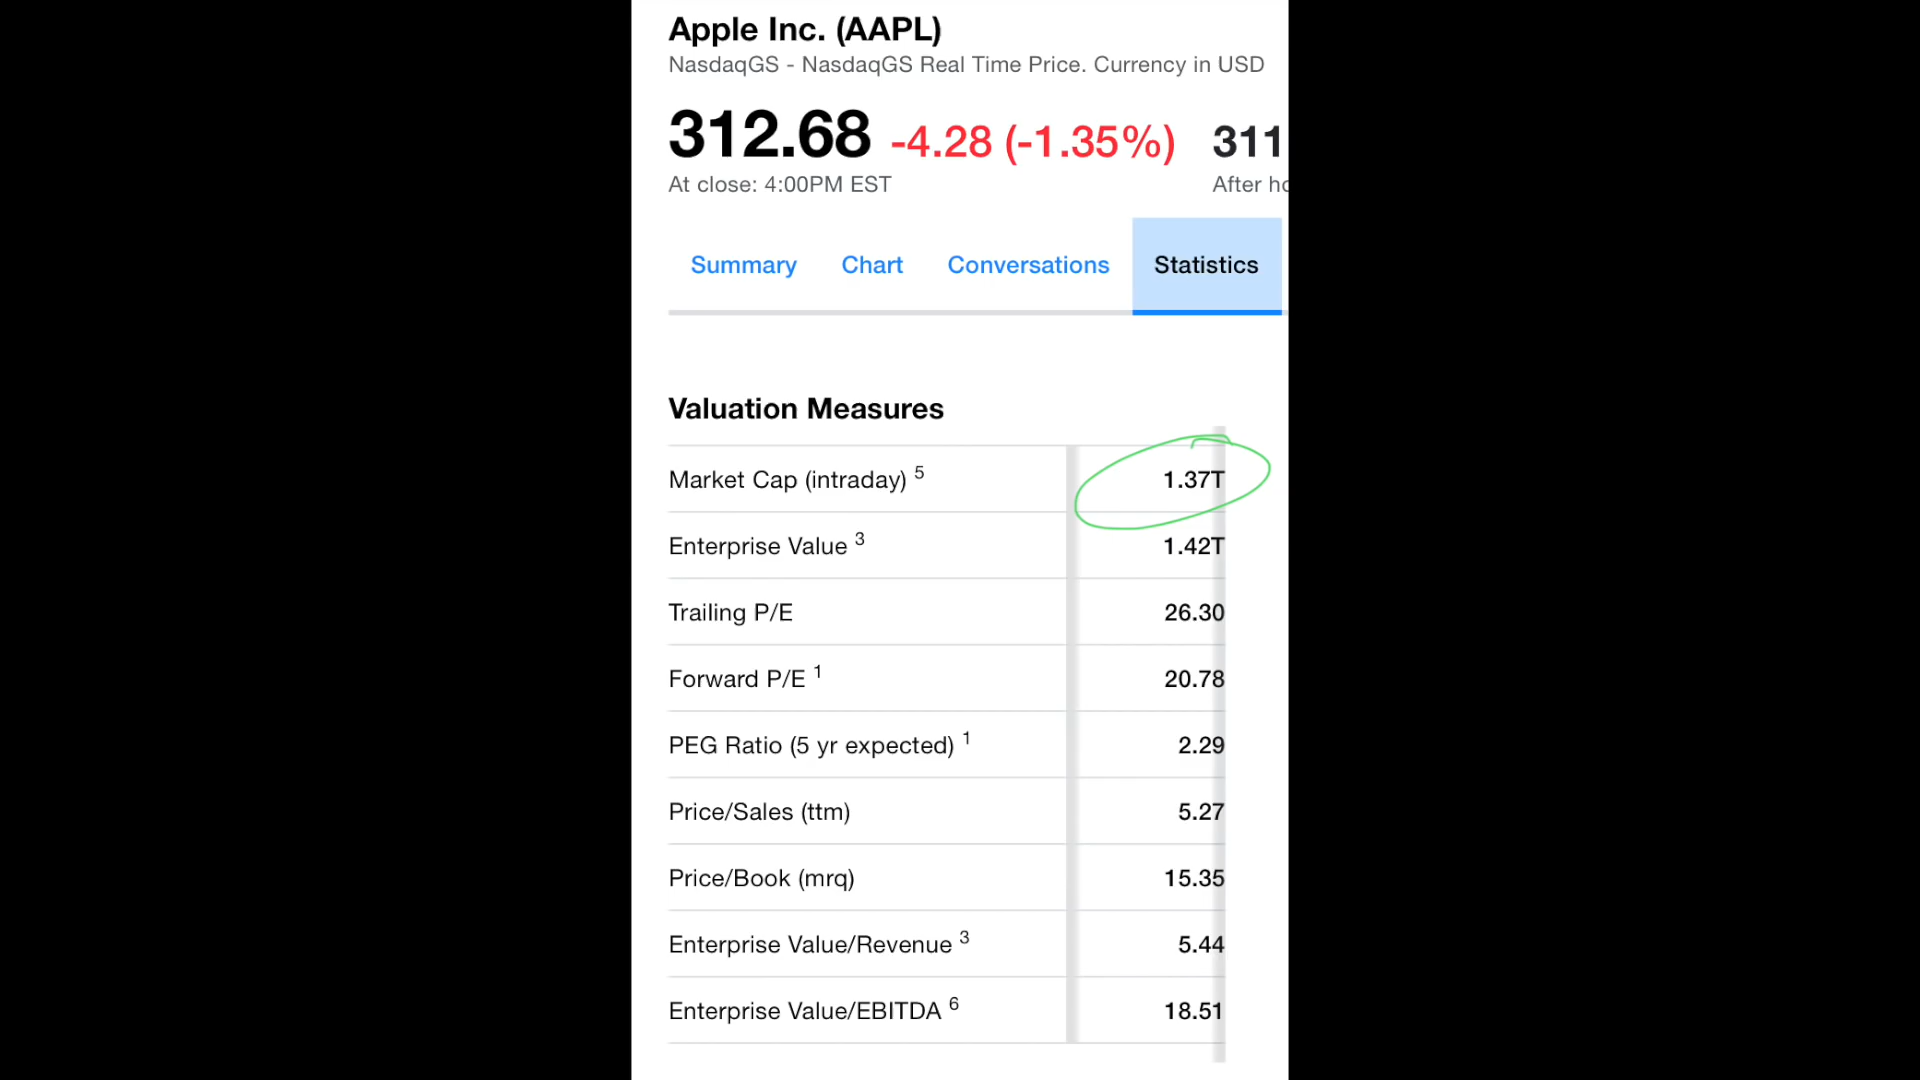 Apple Inc. (AAPL)
NasdaqGS - NasdaqGS Real Time Price. Currency in USD
312.68 -4.28 (-1.35%) 311
At close: 4:00PM EST After
Summary Chart Conversations Statistics
Valuation Measures
Market Cap (intraday) 5 1.37T
Enterprise Value 3 1.42T
Trailing P/E 26.30
Forward P/E 1 20.78
PEG Ratio (5 yr expected) 1 2.29
Price/Sales (ttm) 5.27
Price/Book (mrq) 15.35
Enterprise Value/Revenue 3 5.44
Enterprise Value/EBITDA 6 18.51